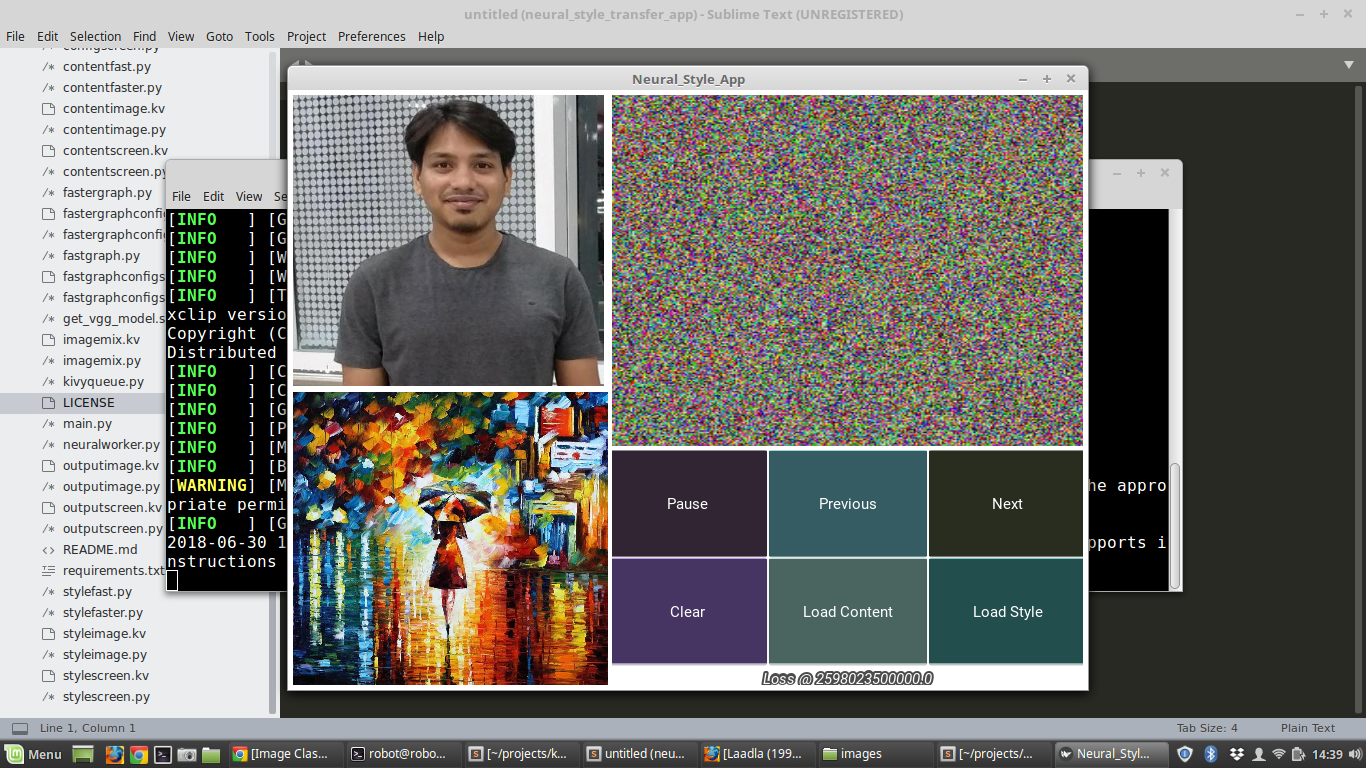 untitled (neural_style_transfer_app) - Sublime Text (UNREGISTERED)
File Edit Selection Find View Goto Tools Project Preferences Help
configscreen.py
contentfast.py
contentfaster.py
contentimage.kv
contentimage.py
contentscreen.kv
contentscreen.py
fastergraph.py
fastergraphconfi
fastergraphconfi
fastgraph.py
fastgraphconfigs
fastgraphconfigs
get_vgg_model.s
imagemix.kv
imagemix.py
kivyqueue.py
LICENSE
main.py
neuralworker.py
outputimage.kv
outputimage.py
outputscreen.kv
outputscreen.py
README.md
requirements.txt
stylefast.py
stylefaster.py
styleimage.kv
styleimage.py
stylescreen.kv
stylescreen.py
File Edit View Se
[INFO ] [G
[INFO ] [G
[INFO ] [W
[INFO ] [W
[INFO ] [T
xclip versio
Copyright (C
Distributed
[INFO ] [C
[INFO ] [C
[INFO ] [G
[INFO ] [P
[INFO ] [M
[INFO ] [B
[WARNING] [M he appro
priate permi
[INFO ] [G
2018-06-30 1 pports i
nstructions
Neural_Style_App
Pause Previous Next
Clear Load Content Load Style
Loss @ 2598023500000.0
Line 1, Column 1 Tab Size: 4 Plain Text
Menu [Image Clas... robot@robo... [~/projects/k... untitled (neu... [Laadla (199... images [~/projects/... Neural_Styl... 14:39